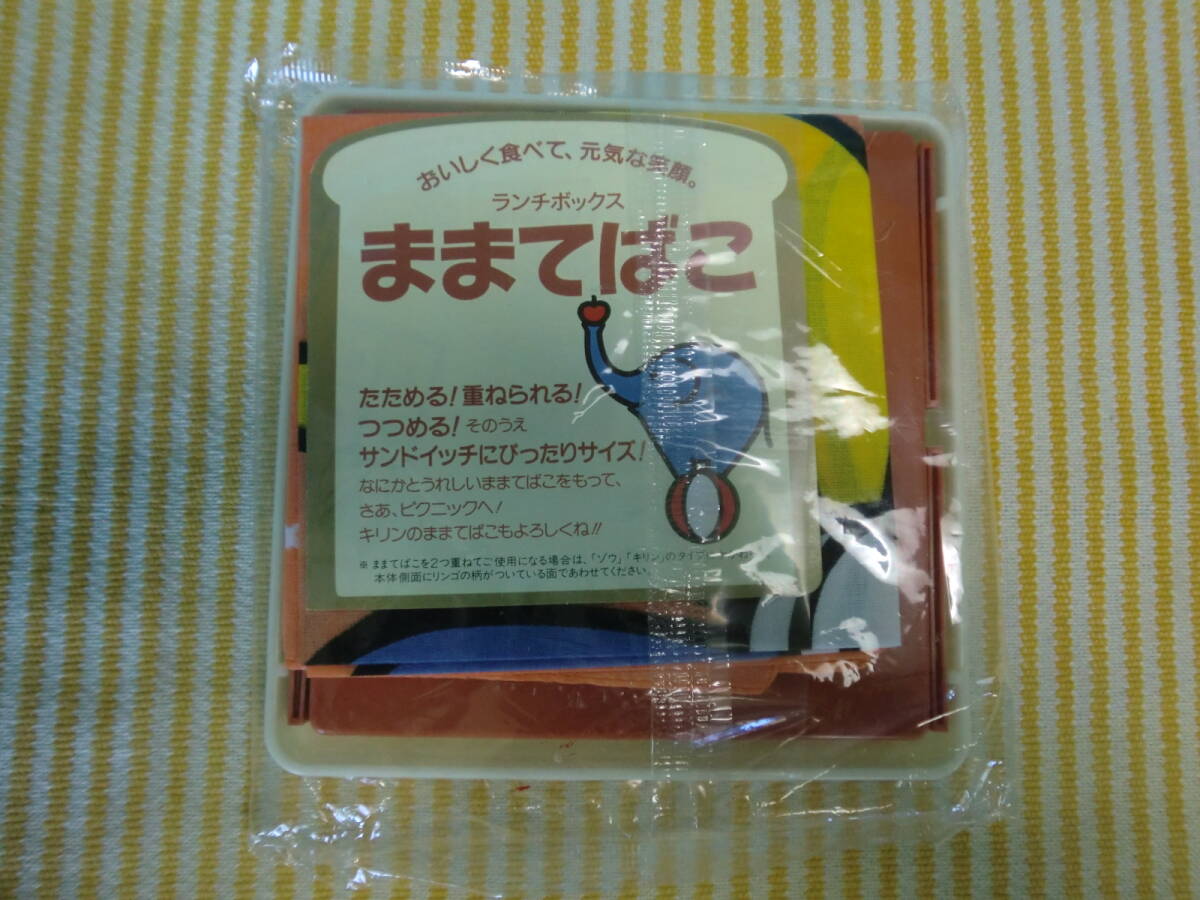 おいしく食べて、元気な笑顔。
ランチボックス
ままてばこ
たためる!重ねられる!
つつめる!そのうえ
サンドイッチにぴったりサイズ!
なにかとうれしいままてばこをもって、
さあ、ピクニックへ!
キリンのままてばこもよろしくね!!
※ままてばこを2つ重ねてご使用になる場合は、「ゾウ」「キリン」のタイプ
本体側面にリンゴの柄がついている面であわせてください。